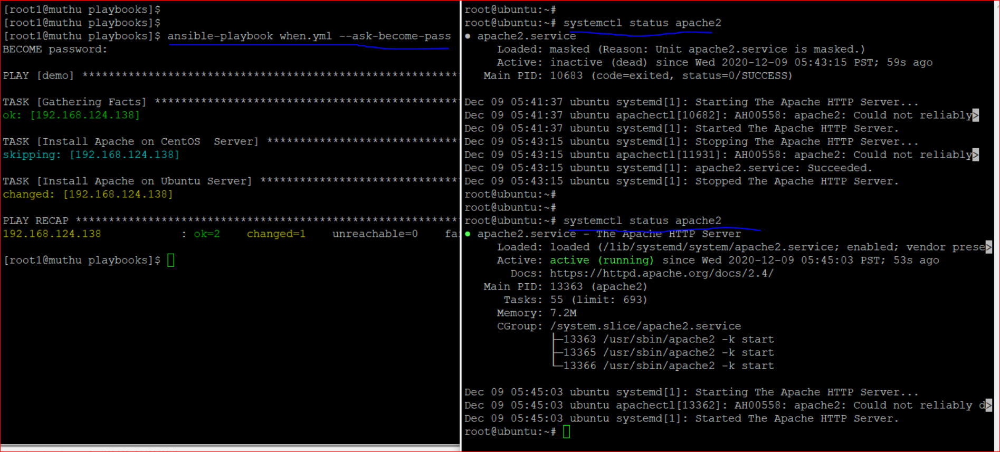 [root1@muthu playbooks]$
[root1@muthu playbooks]$
[root1@muthu playbooks]$ ansible-playbook when.yml --ask-become-pass
BECOME password:
PLAY [demo] *********************************************************
TASK [Gathering Facts] **********************************************
ok: [192.168.124.138]
TASK [Install Apache on CentOS  Server] *****************************
skipping: [192.168.124.138]
TASK [Install Apache on Ubuntu Server] ******************************
changed: [192.168.124.138]
PLAY RECAP **********************************************************
192.168.124.138            : ok=2    changed=1    unreachable=0    fa
[root1@muthu playbooks]$
root@ubuntu:~#
root@ubuntu:~# systemctl status apache2
● apache2.service
Loaded: masked (Reason: Unit apache2.service is masked.)
Active: inactive (dead) since Wed 2020-12-09 05:43:15 PST; 59s ago
Main PID: 10683 (code=exited, status=0/SUCCESS)
Dec 09 05:41:37 ubuntu systemd[1]: Starting The Apache HTTP Server...
Dec 09 05:41:37 ubuntu apachectl[10682]: AH00558: apache2: Could not reliably>
Dec 09 05:41:37 ubuntu systemd[1]: Started The Apache HTTP Server.
Dec 09 05:43:15 ubuntu systemd[1]: Stopping The Apache HTTP Server...
Dec 09 05:43:15 ubuntu apachectl[11931]: AH00558: apache2: Could not reliably>
Dec 09 05:43:15 ubuntu systemd[1]: apache2.service: Succeeded.
Dec 09 05:43:15 ubuntu systemd[1]: Stopped The Apache HTTP Server.
root@ubuntu:~#
root@ubuntu:~#
root@ubuntu:~# systemctl status apache2
● apache2.service - The Apache HTTP Server
Loaded: loaded (/lib/systemd/system/apache2.service; enabled; vendor prese>
Active: active (running) since Wed 2020-12-09 05:45:03 PST; 53s ago
Docs: https://httpd.apache.org/docs/2.4/
Main PID: 13363 (apache2)
Tasks: 55 (limit: 693)
Memory: 7.2M
CGroup: /system.slice/apache2.service
├─13363 /usr/sbin/apache2 -k start
├─13365 /usr/sbin/apache2 -k start
└─13366 /usr/sbin/apache2 -k start
Dec 09 05:45:03 ubuntu systemd[1]: Starting The Apache HTTP Server...
Dec 09 05:45:03 ubuntu apachectl[13362]: AH00558: apache2: Could not reliably d>
Dec 09 05:45:03 ubuntu systemd[1]: Started The Apache HTTP Server.
root@ubuntu:~#